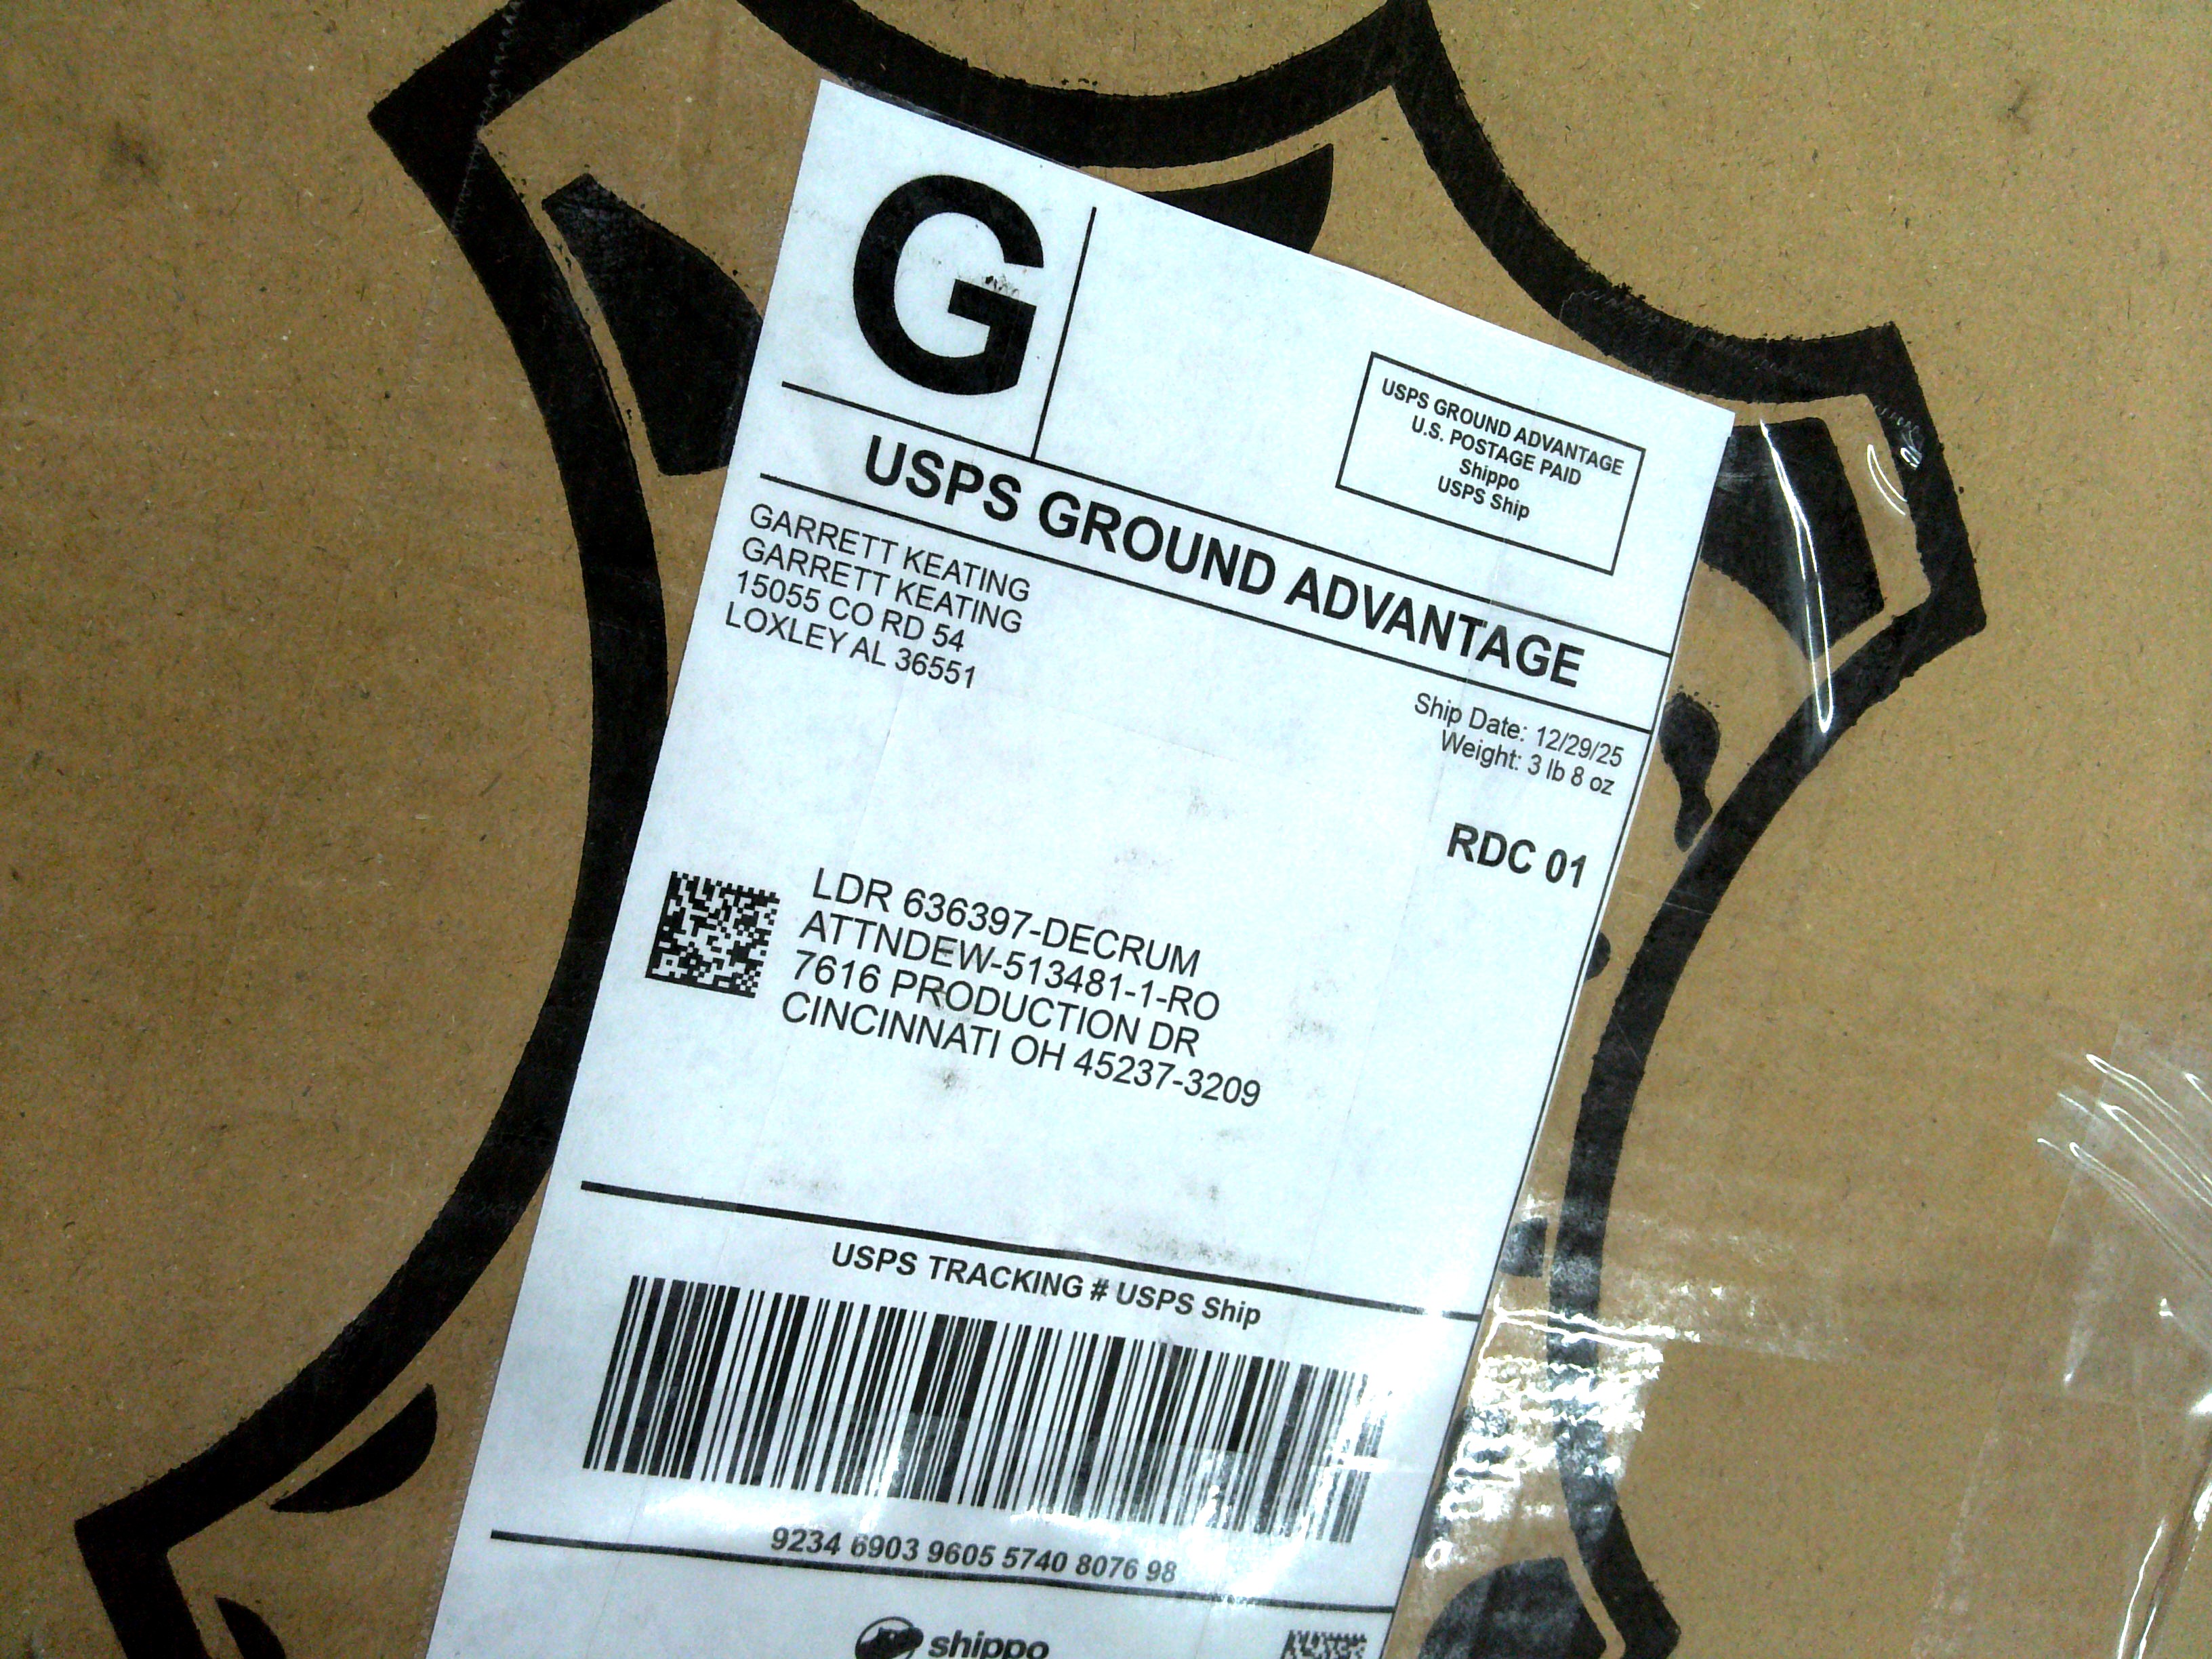 G
USPS GROUND ADVANTAGE
U.S. POSTAGE PAID
Shippo
USPS Ship
USPS GROUND ADVANTAGE
GARRETT KEATING
GARRETT KEATING
15055 CO RD 54
LOXLEY AL 36551
Ship Date: 12/29/25
Weight: 3 lb 8 oz
RDC 01
LDR 636397-DECRUM
ATTNDEW-513481-1-RO
7616 PRODUCTION DR
CINCINNATI OH 45237-3209
USPS TRACKING # USPS Ship
9234 6903 9605 5740 8076 98
shippo